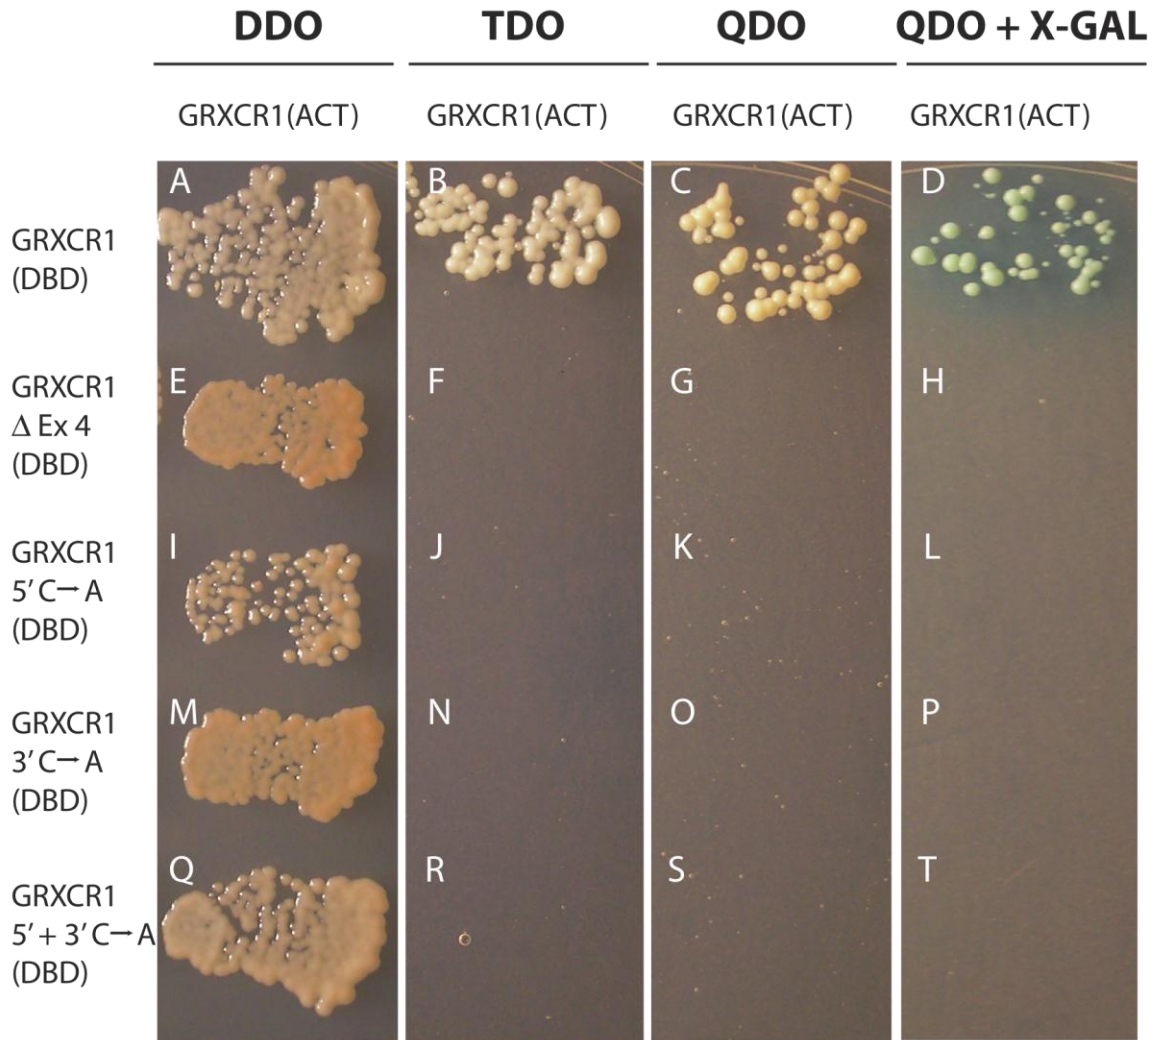 DDO TDO QDO QDO + X-GAL
GRXCR1(ACT) GRXCR1(ACT) GRXCR1(ACT) GRXCR1(ACT)
A B C D
GRXCR1
(DBD)
E F G H
GRXCR1
Δ Ex 4
(DBD)
I J K L
GRXCR1
5′ C→A
(DBD)
M N O P
GRXCR1
3′ C→A
(DBD)
Q R S T
GRXCR1
5′ + 3′ C→A
(DBD)